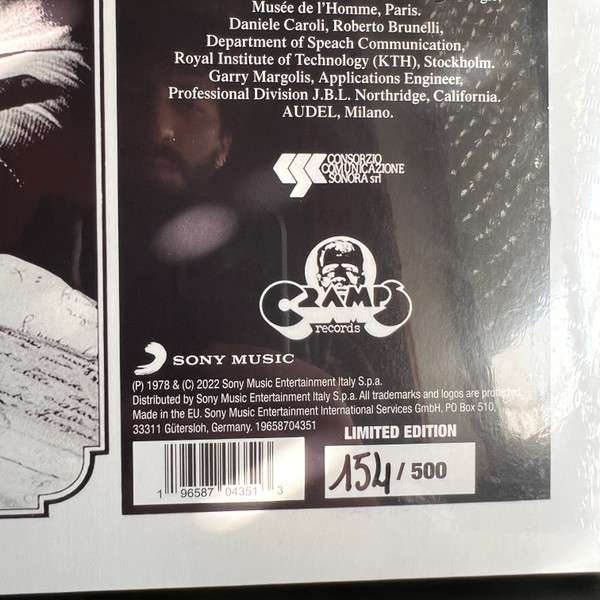 Musée de l'Homme, Paris.
Daniele Caroli, Roberto Brunelli,
Department of Speach Communication,
Royal Institute of Technology (KTH), Stockholm.
Garry Margolis, Applications Engineer,
Professional Division J.B.L. Northridge, California.
AUDEL, Milano.
CONSORZIO
COMUNICAZIONE
SONORA srl
CRAMPS
records
SONY MUSIC
(P) 1978 & (C) 2022 Sony Music Entertainment Italy S.p.a.
Distributed by Sony Music Entertainment Italy S.p.a. All trademarks and logos are protected.
Made in the EU. Sony Music Entertainment International Services GmbH, PO Box 510,
33311 Gütersloh, Germany. 19658704351
LIMITED EDITION
154 / 500
1 96587 04351 3